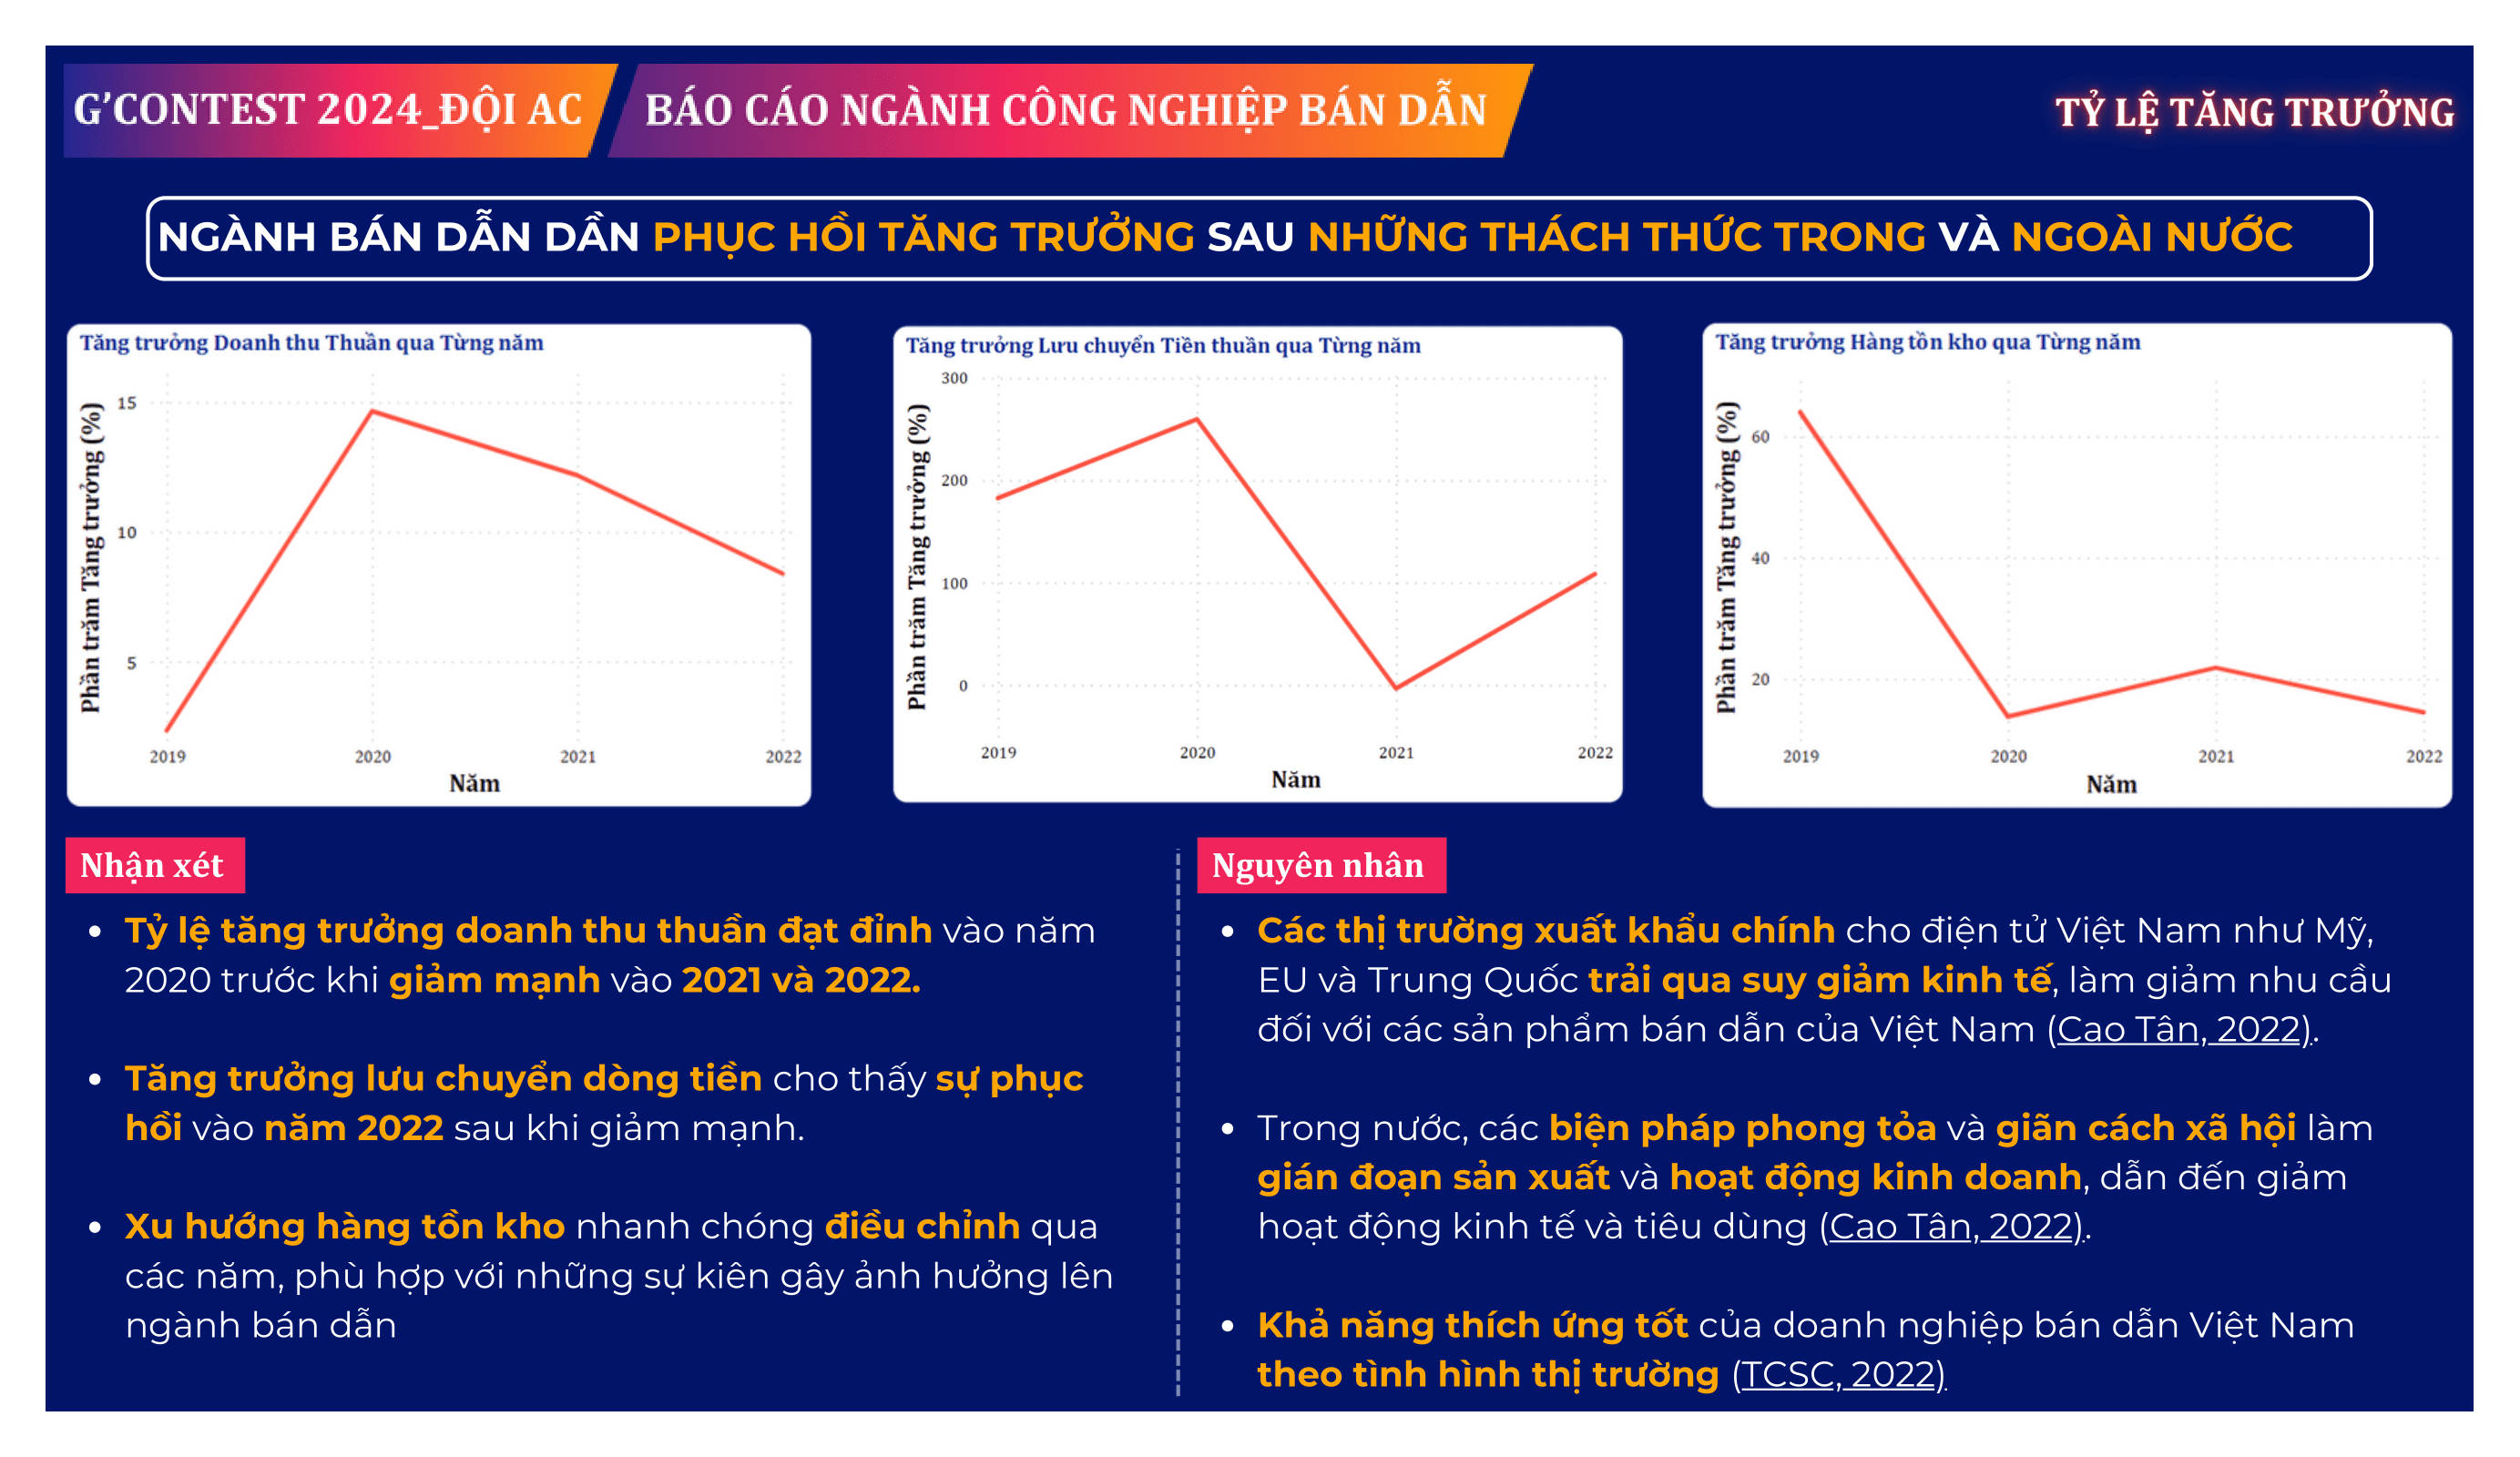 G’CONTEST 2024_ĐỘI AC
BÁO CÁO NGÀNH CÔNG NGHIỆP BÁN DẪN
TỶ LỆ TĂNG TRƯỞNG
NGÀNH BÁN DẪN DẦN PHỤC HỒI TĂNG TRƯỞNG SAU NHỮNG THÁCH THỨC TRONG VÀ NGOÀI NƯỚC
Tăng trưởng Doanh thu Thuần qua Từng năm
Phần trăm Tăng trưởng (%)
15
10
5
2019 2020 2021 2022
Năm
Tăng trưởng Lưu chuyển Tiền thuần qua Từng năm
Phần trăm Tăng trưởng (%)
300
200
100
0
2019 2020 2021 2022
Năm
Tăng trưởng Hàng tồn kho qua Từng năm
Phần trăm Tăng trưởng (%)
60
40
20
2019 2020 2021 2022
Năm
Nhận xét
• Tỷ lệ tăng trưởng doanh thu thuần đạt đỉnh vào năm
2020 trước khi giảm mạnh vào 2021 và 2022.
• Tăng trưởng lưu chuyển dòng tiền cho thấy sự phục
hồi vào năm 2022 sau khi giảm mạnh.
• Xu hướng hàng tồn kho nhanh chóng điều chỉnh qua
các năm, phù hợp với những sự kiên gây ảnh hưởng lên
ngành bán dẫn
Nguyên nhân
• Các thị trường xuất khẩu chính cho điện tử Việt Nam như Mỹ,
EU và Trung Quốc trải qua suy giảm kinh tế, làm giảm nhu cầu
đối với các sản phẩm bán dẫn của Việt Nam (Cao Tân, 2022).
• Trong nước, các biện pháp phong tỏa và giãn cách xã hội làm
gián đoạn sản xuất và hoạt động kinh doanh, dẫn đến giảm
hoạt động kinh tế và tiêu dùng (Cao Tân, 2022).
• Khả năng thích ứng tốt của doanh nghiệp bán dẫn Việt Nam
theo tình hình thị trường (TCSC, 2022)